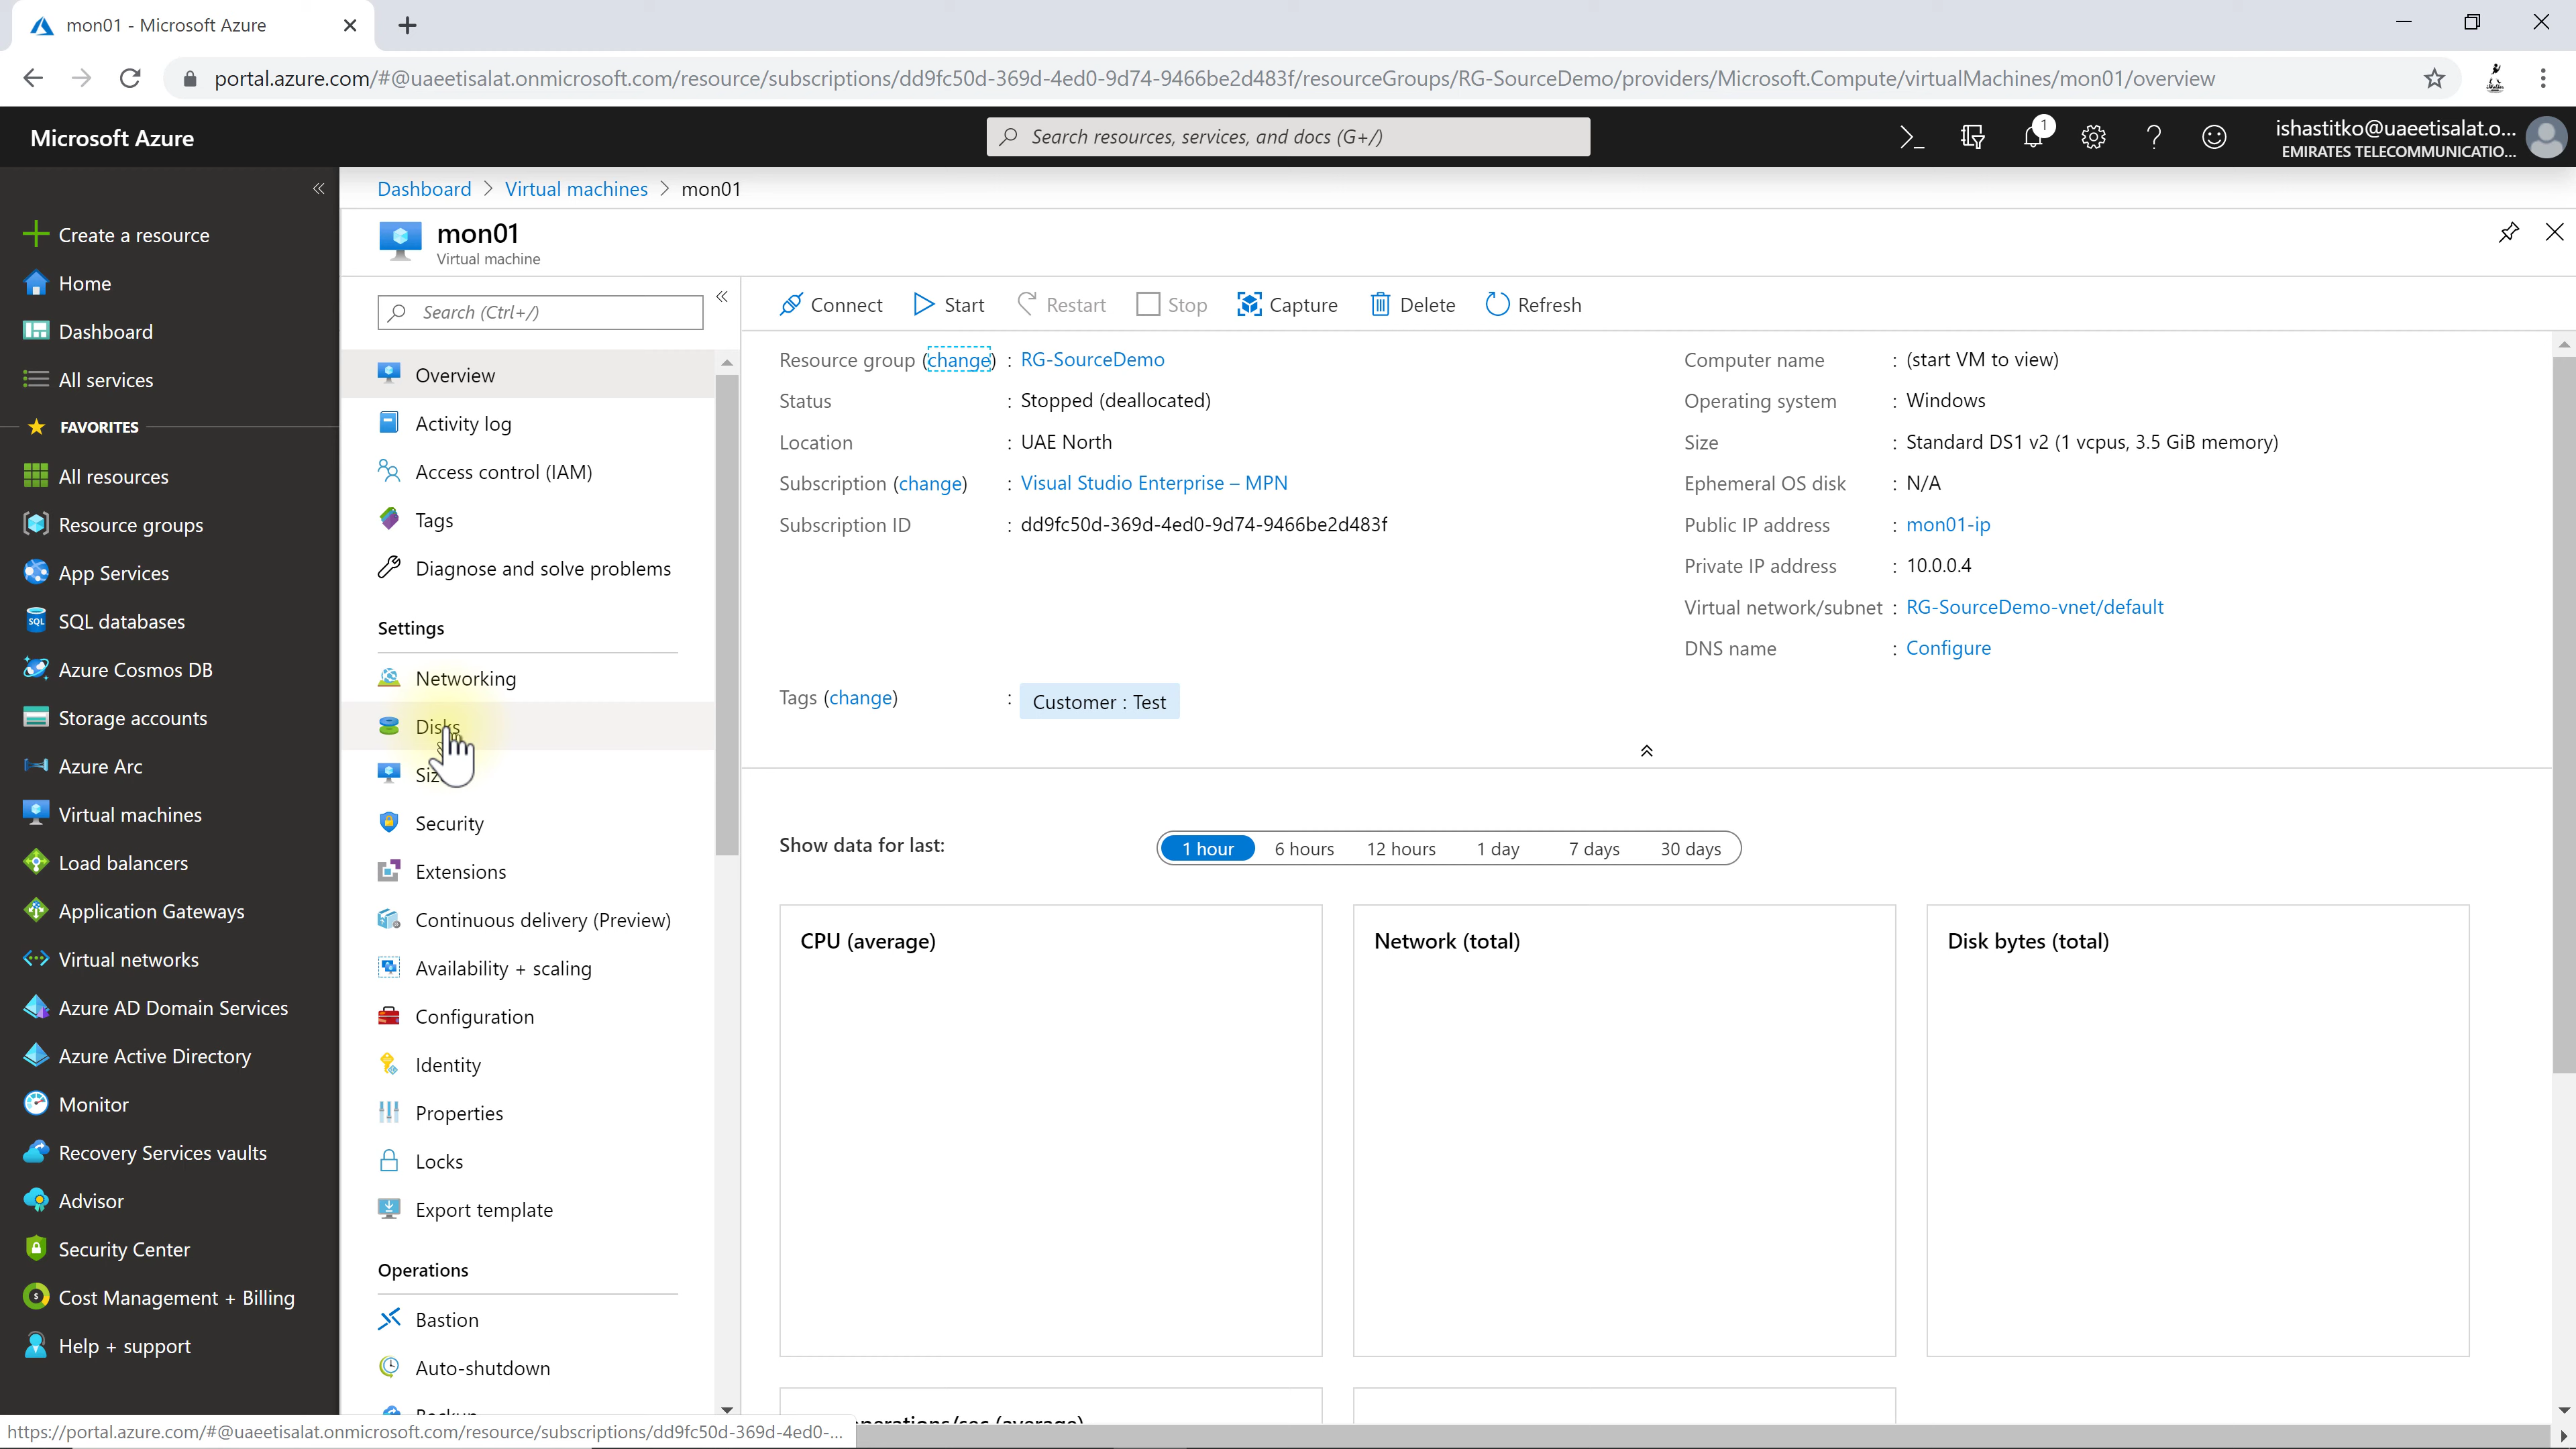 mon01 - Microsoft Azure
portal.azure.com/#@uaeetisalat.onmicrosoft.com/resource/subscriptions/dd9fc50d-369d-4ed0-9d74-9466be2d483f/resourceGroups/RG-SourceDemo/providers/Microsoft.Compute/virtualMachines/mon01/overview
Microsoft Azure
Search resources, services, and docs (G+/)
1
ishastitko@uaeetisalat.o...
EMIRATES TELECOMMUNICATIO...
Create a resource
Home
Dashboard
All services
FAVORITES
All resources
Resource groups
App Services
SQL databases
Azure Cosmos DB
Storage accounts
Azure Arc
Virtual machines
Load balancers
Application Gateways
Virtual networks
Azure AD Domain Services
Azure Active Directory
Monitor
Recovery Services vaults
Advisor
Security Center
Cost Management + Billing
Help + support
Dashboard > Virtual machines > mon01
mon01
Virtual machine
Search (Ctrl+/)
Overview
Activity log
Access control (IAM)
Tags
Diagnose and solve problems
Settings
Networking
Disks
Security
Extensions
Continuous delivery (Preview)
Availability + scaling
Configuration
Identity
Properties
Locks
Export template
Operations
Bastion
Auto-shutdown
Connect Start Restart Stop Capture Delete Refresh
Resource group (change) : RG-SourceDemo
Status : Stopped (deallocated)
Location : UAE North
Subscription (change) : Visual Studio Enterprise – MPN
Subscription ID : dd9fc50d-369d-4ed0-9d74-9466be2d483f
Computer name : (start VM to view)
Operating system : Windows
Size : Standard DS1 v2 (1 vcpus, 3.5 GiB memory)
Ephemeral OS disk : N/A
Public IP address : mon01-ip
Private IP address : 10.0.0.4
Virtual network/subnet : RG-SourceDemo-vnet/default
DNS name : Configure
Tags (change) : Customer : Test
Show data for last: 1 hour 6 hours 12 hours 1 day 7 days 30 days
CPU (average)
Network (total)
Disk bytes (total)
https://portal.azure.com/#@uaeetisalat.onmicrosoft.com/resource/subscriptions/dd9fc50d-369d-4ed0-...